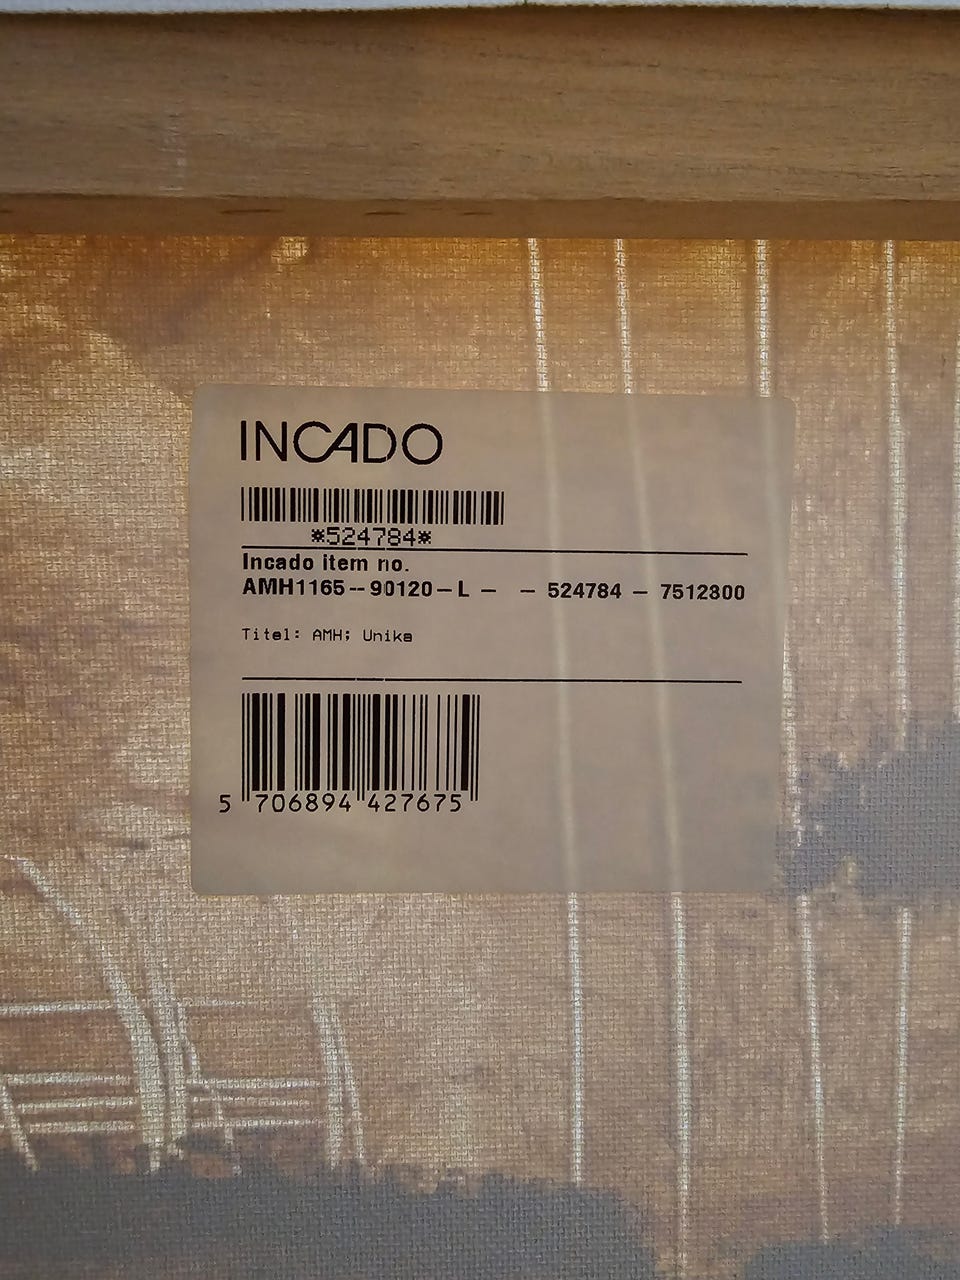 INCADO
*524784*
Incado item no.
AMH1165--90120-L - - 524784 - 7512800
Titel: AMH; Unika
5 706894 427675